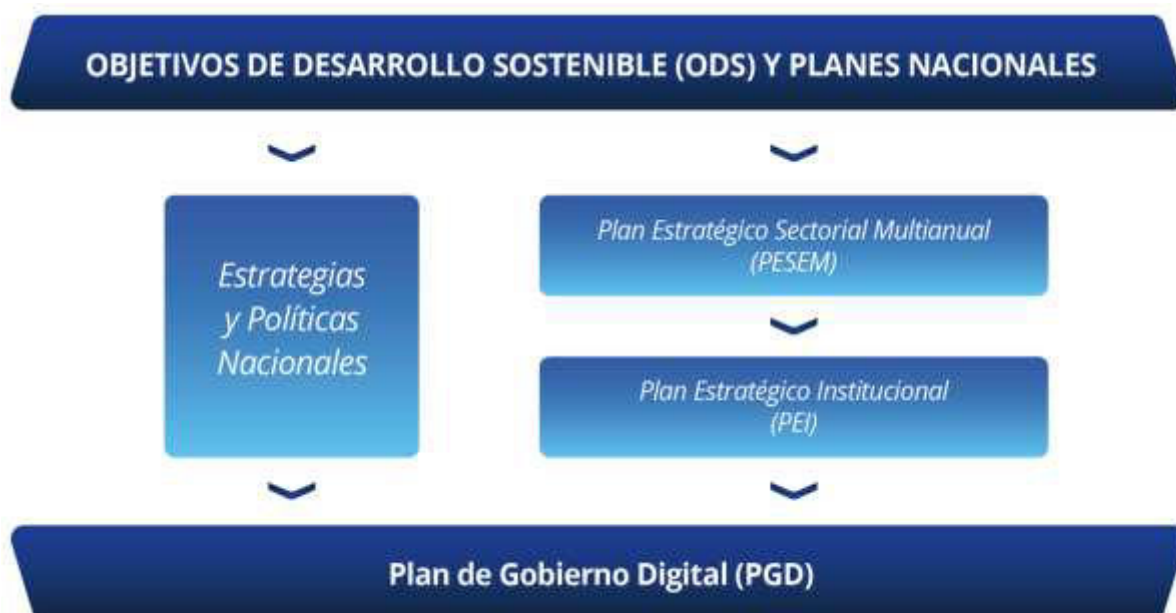 OBJETIVOS DE DESARROLLO SOSTENIBLE (ODS) Y PLANES NACIONALES
Estrategias
y Políticas
Nacionales
Plan Estratégico Sectorial Multianual
(PESEM)
Plan Estratégico Institucional
(PEI)
Plan de Gobierno Digital (PGD)